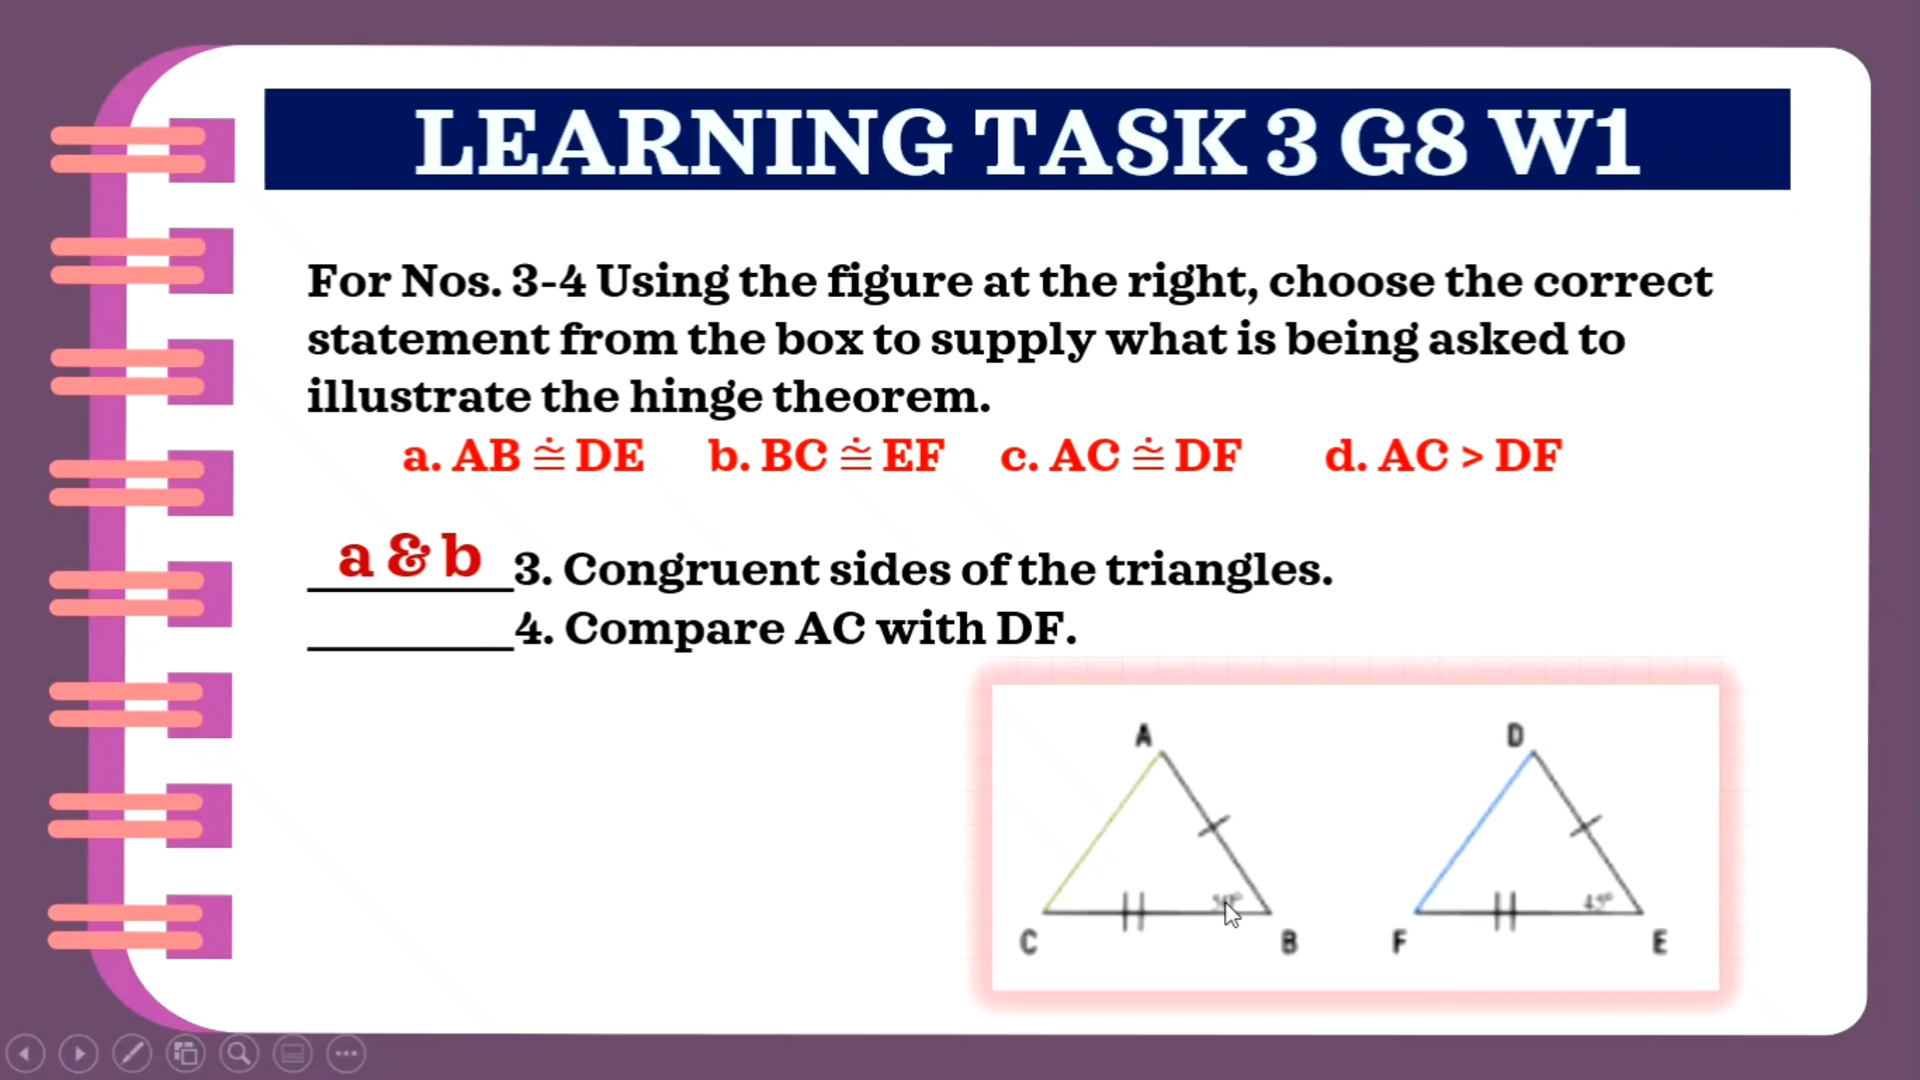 LEARNING TASK 3 G8 W1
For Nos. 3-4 Using the figure at the right, choose the correct
statement from the box to supply what is being asked to
illustrate the hinge theorem.
a. AB ≅ DE b. BC ≅ EF c. AC ≅ DF d. AC > DF
a & b 3. Congruent sides of the triangles.
_________4. Compare AC with DF.
A D
45°
C B F E